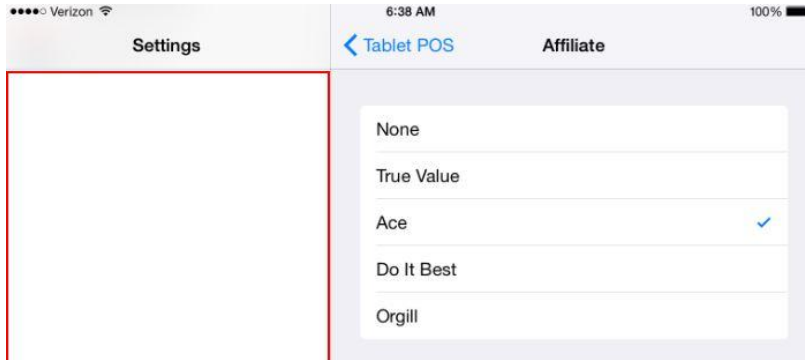 Verizon 6:38 AM 100%
Settings
Tablet POS Affiliate
None
True Value
Ace
Do It Best
Orgill